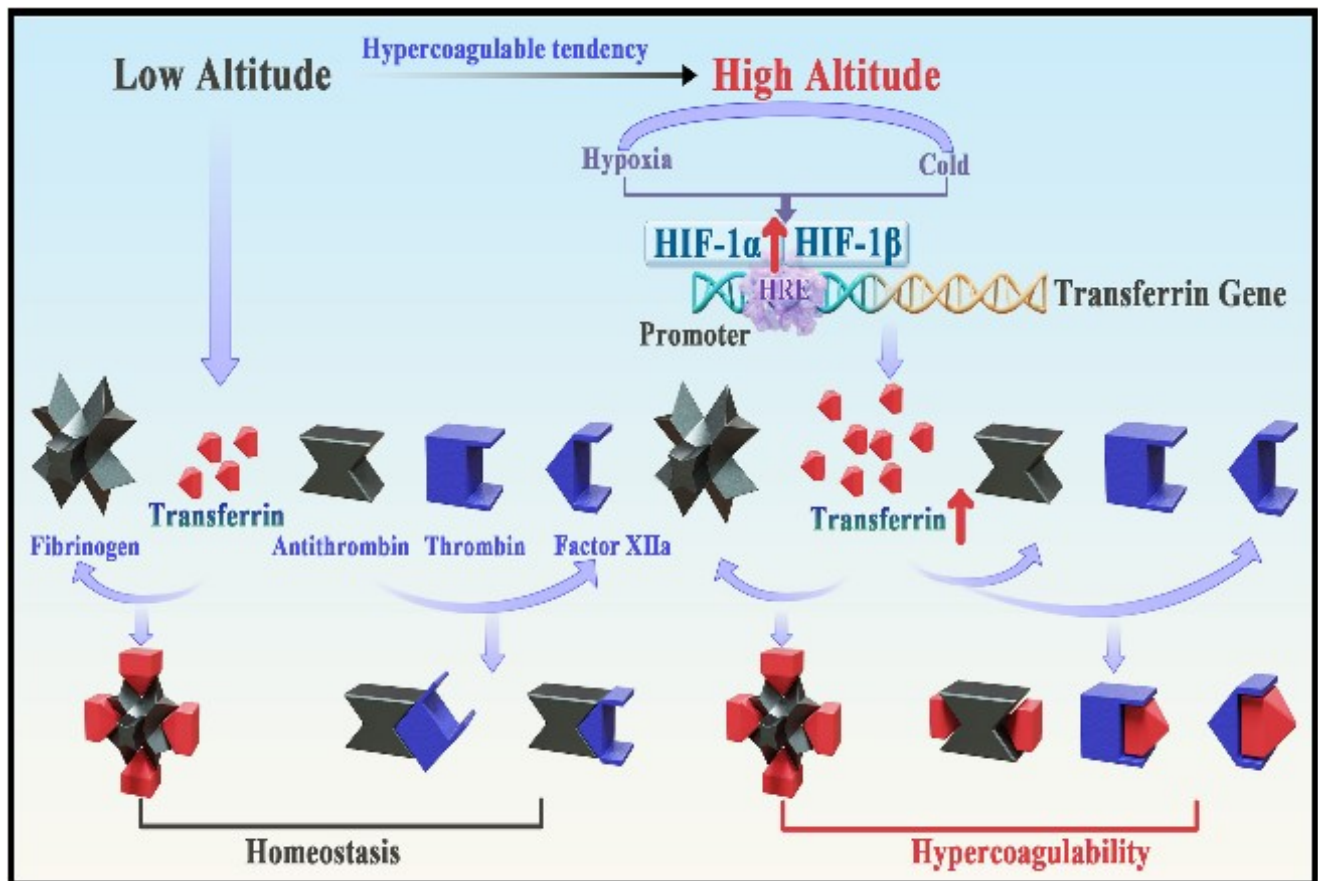 Hypercoagulable tendency
Low Altitude
High Altitude
Hypoxia
Cold
HIF-1α
HIF-1β
HRE
Transferrin Gene
Promoter
Transferrin
Fibrinogen
Antithrombin
Thrombin
Factor XIIa
Transferrin
Homeostasis
Hypercoagulability